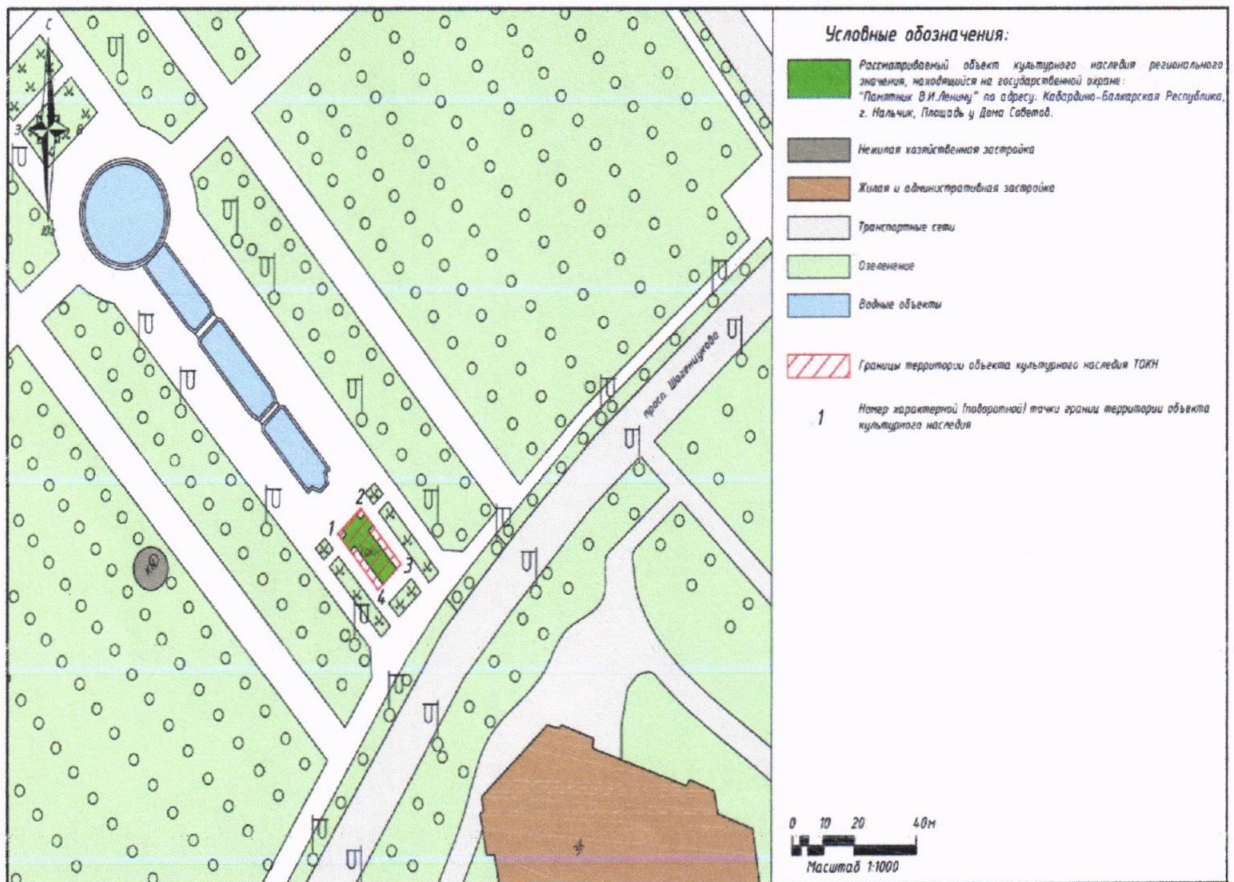 С
З
В
Юг
просп. Шогенцукова
1
2
3
4
КЖ
Условные обозначения:
Рассматриваемый объект культурного наследия регионального
значения, находящийся на государственной охране:
"Памятник В.И.Ленину" по адресу: Кабардино-Балкарская Республика,
г. Нальчик, Площадь у Дома Советов.
Нежилая хозяйственная застройка
Жилая и административная застройка
Транспортные сети
Озеленение
Водные объекты
Границы территории объекта культурного наследия ТОКН
1
Номер характерной (поворотной) точки границ территории объекта
культурного наследия
0 10 20 40м
Масштаб 1:1000